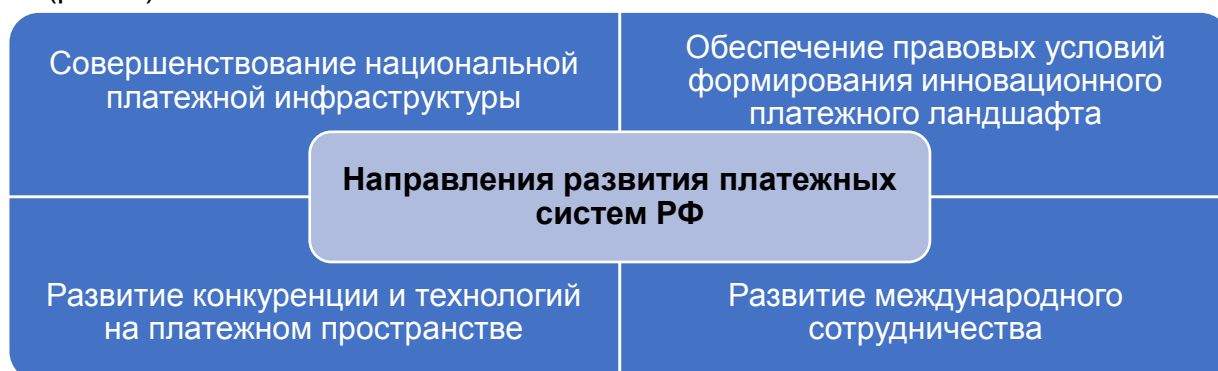 Совершенствование национальной
платежной инфраструктуры
Обеспечение правовых условий
формирования инновационного
платежного ландшафта
Направления развития платежных
систем РФ
Развитие конкуренции и технологий
на платежном пространстве
Развитие международного
сотрудничества